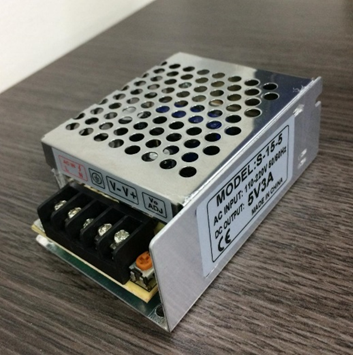 V-V+
MODEL:S-15-5
AC INPUT: 110-220V 50/60Hz
DC OUTPUT: 5V3A
MADE IN CHINA
CE